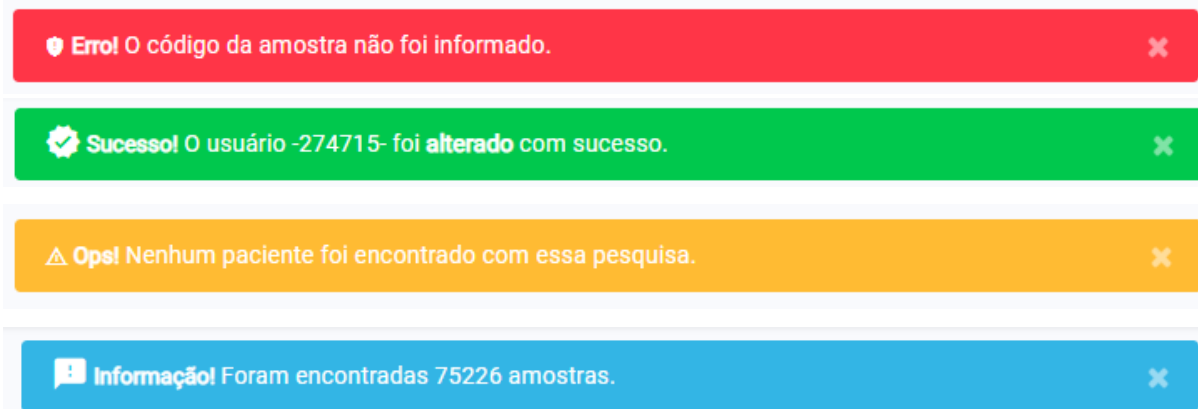 Erro! O código da amostra não foi informado.
Sucesso! O usuário -274715- foi alterado com sucesso.
Ops! Nenhum paciente foi encontrado com essa pesquisa.
Informação! Foram encontradas 75226 amostras.